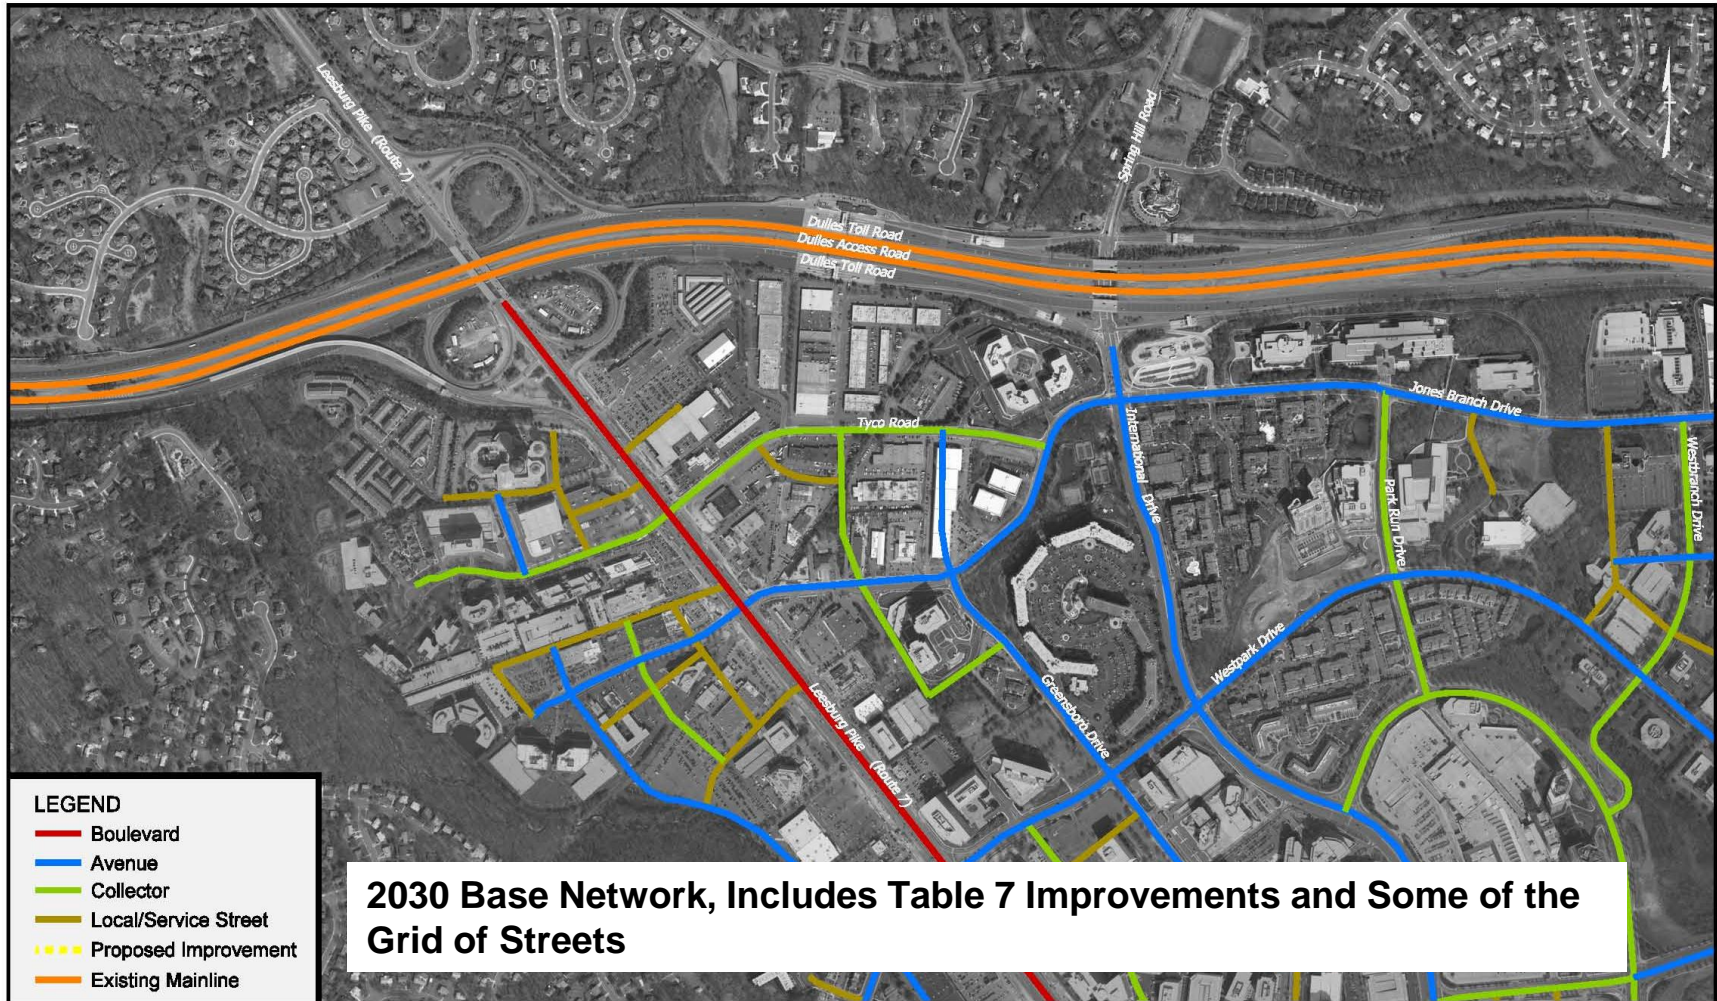 Leesburg Pike (Route 7)
Spring Hill Road
Dulles Toll Road
Dulles Access Road
Dulles Toll Road
Jones Branch Drive
Tyco Road
International Drive
Westbranch Drive
Park Run Drive
Westpark Drive
Greensboro Drive
Leesburg Pike (Route 7)
LEGEND
Boulevard
Avenue
Collector
Local/Service Street
Proposed Improvement
Existing Mainline
2030 Base Network, Includes Table 7 Improvements and Some of the
Grid of Streets